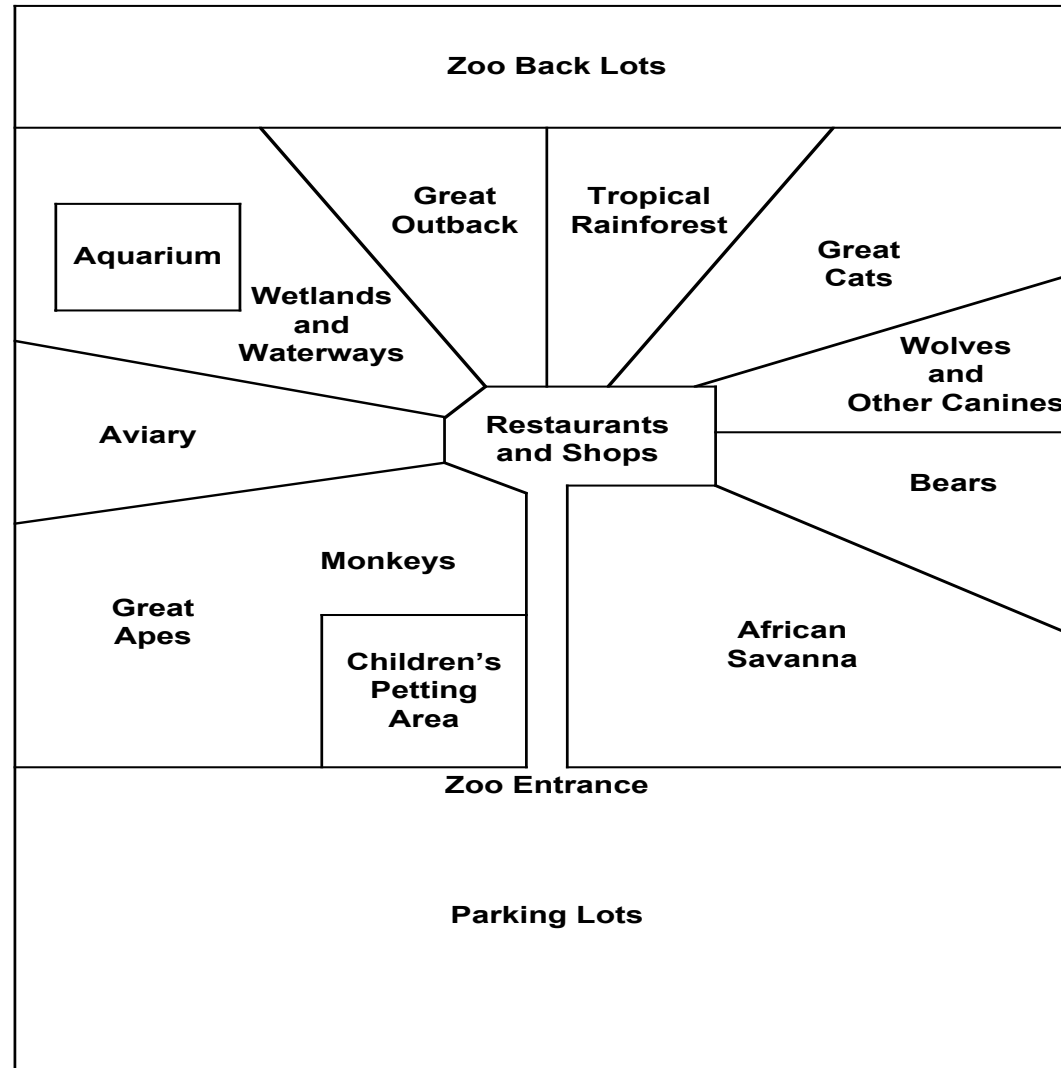 Zoo Back Lots
Great
Outback
Tropical
Rainforest
Great
Cats
Aquarium
Wetlands
and
Waterways
Wolves
and
Other Canines
Aviary
Restaurants
and Shops
Bears
Monkeys
Great
Apes
African
Savanna
Children’s
Petting
Area
Zoo Entrance
Parking Lots